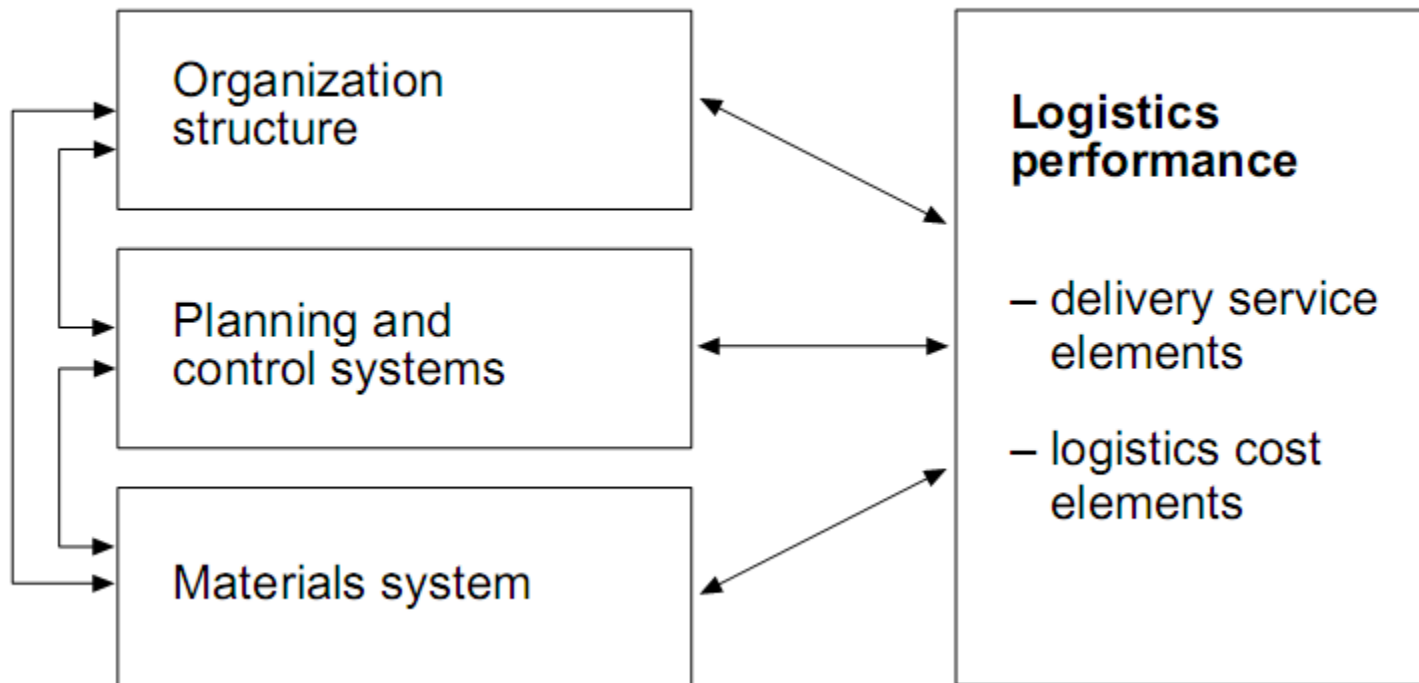 Organization
structure
Planning and
control systems
Materials system
Logistics
performance
– delivery service
elements
– logistics cost
elements